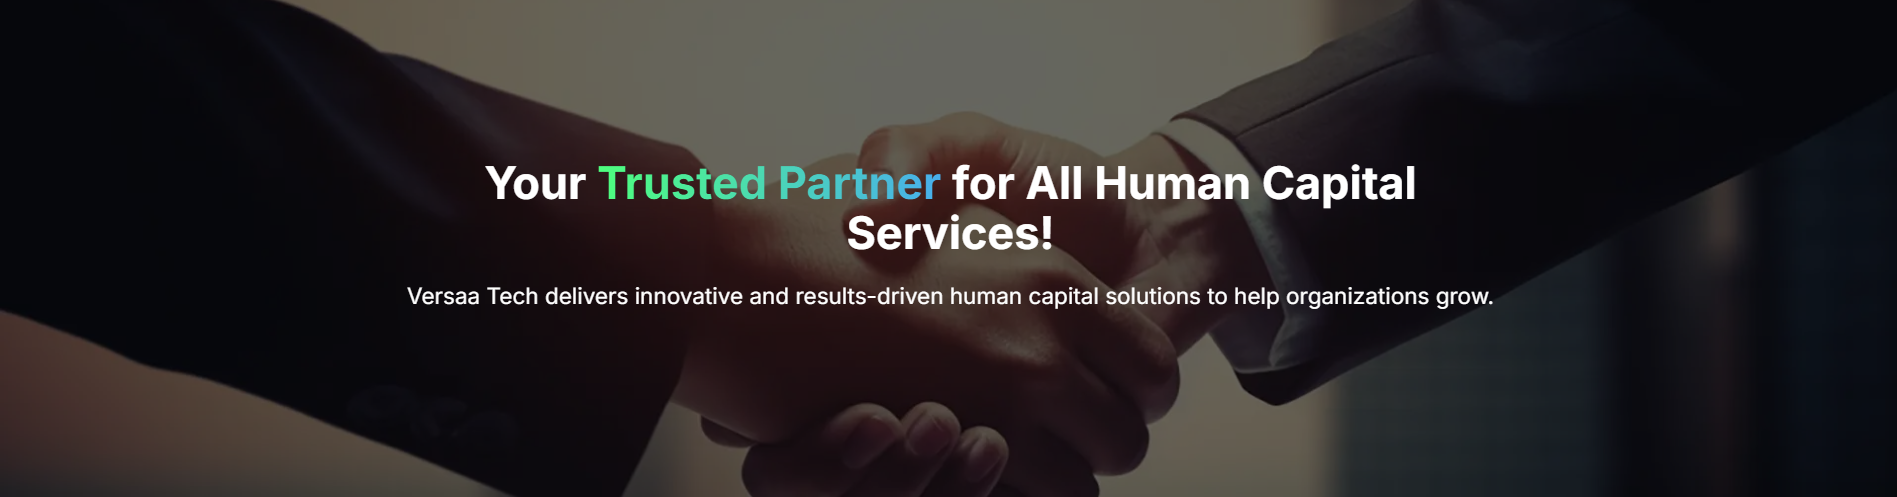 Your Trusted Partner for All Human Capital
Services!
Versaa Tech delivers innovative and results-driven human capital solutions to help organizations grow.